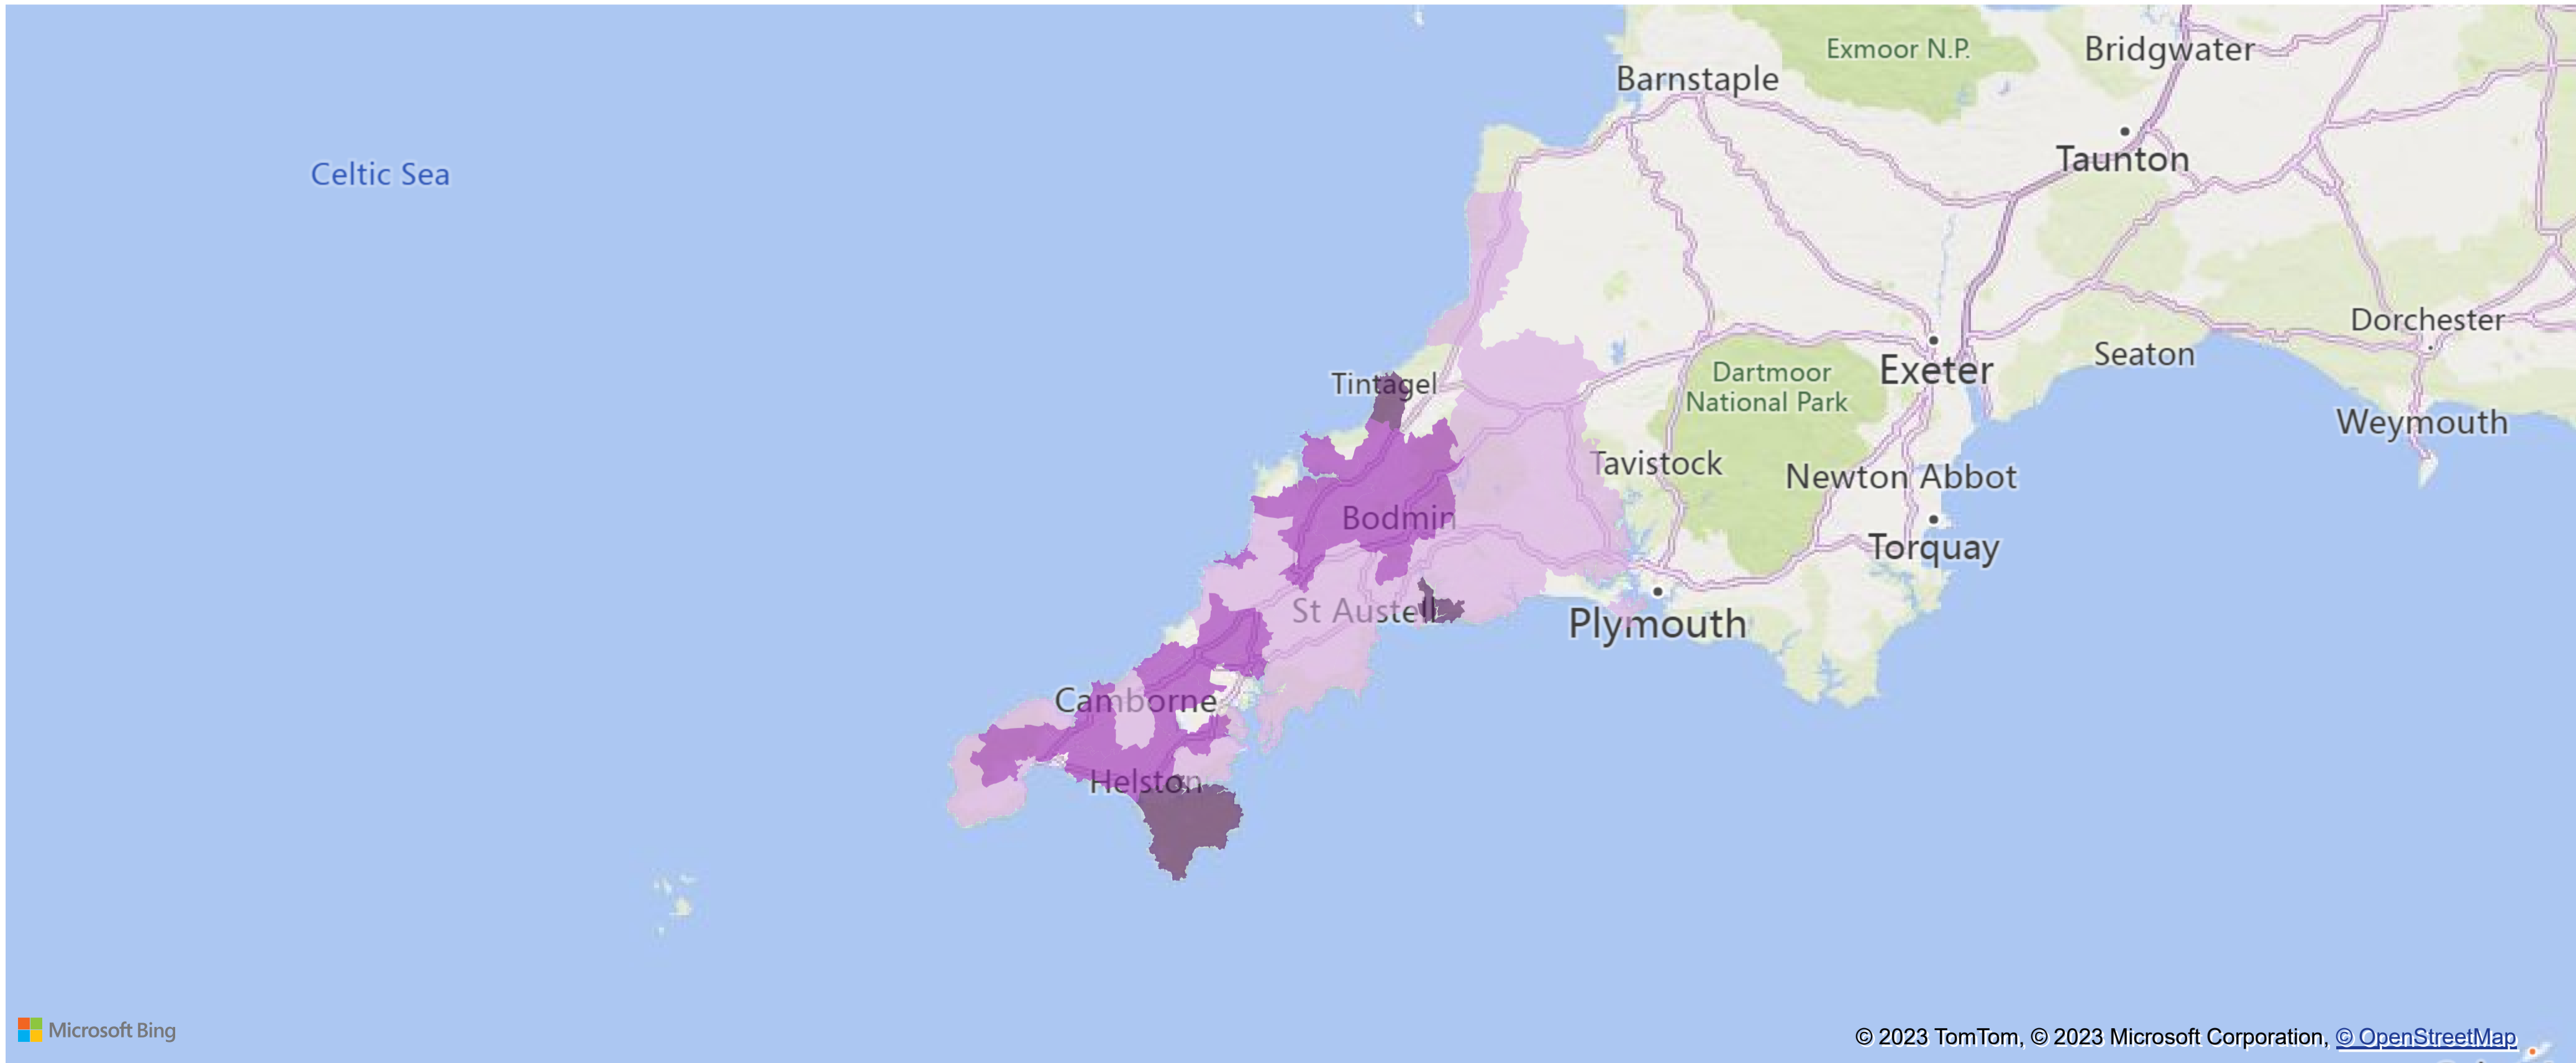 Exmoor N.P.
Bridgwater
Barnstaple
Taunton
Celtic Sea
Dorchester
Seaton
Exeter
Dartmoor
National Park
Tintagel
Weymouth
Tavistock
Newton Abbot
Bodmin
Torquay
St Austell
Plymouth
Camborne
Helston
Microsoft Bing
© 2023 TomTom, © 2023 Microsoft Corporation, © OpenStreetMap